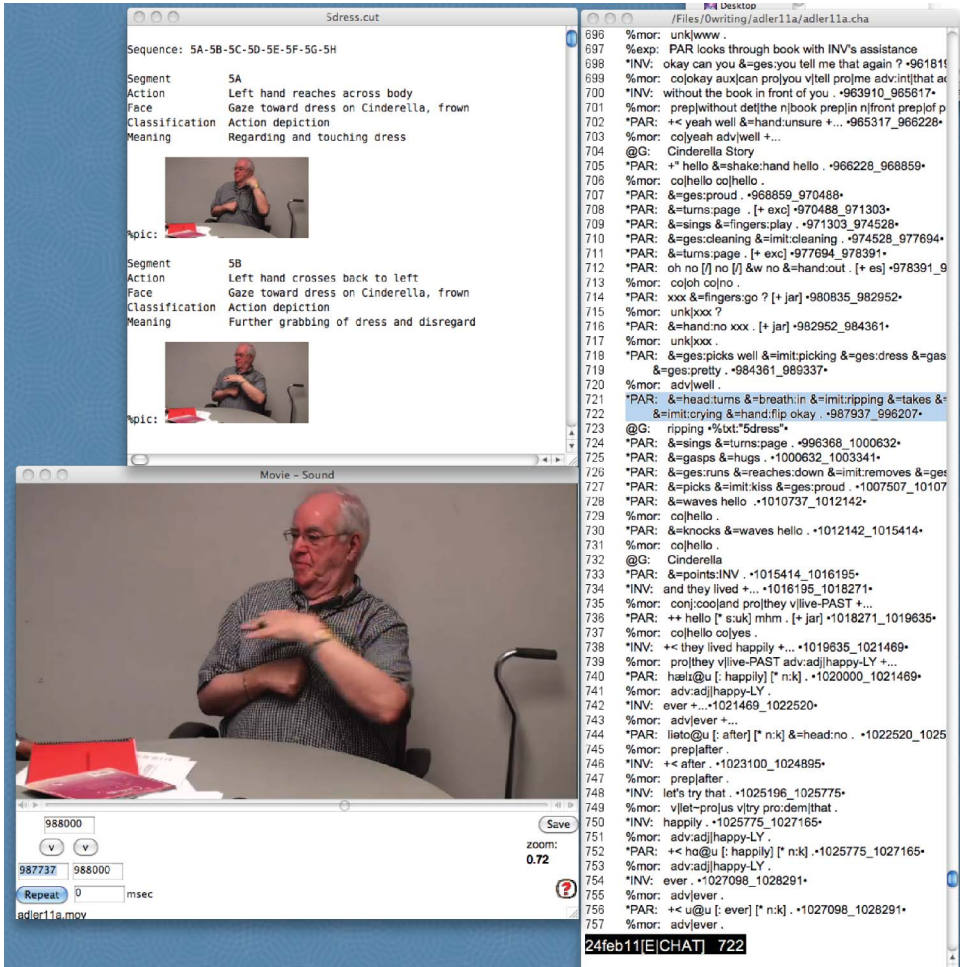 Desktop
5dress.cut
Sequence: 5A-5B-5C-5D-5E-5F-5G-5H
Segment 5A
Action Left hand reaches across body
Face Gaze toward dress on Cinderella, frown
Classification Action depiction
Meaning Regarding and touching dress
%pic:
Segment 5B
Action Left hand crosses back to left
Face Gaze toward dress on Cinderella, frown
Classification Action depiction
Meaning Further grabbing of dress and disregard
%pic:
Movie - Sound
988000
Save
v v
zoom:
0.72
987737 988000
Repeat 0 msec
?
adler11a.mov
/Files/0writing/adler11a/adler11a.cha
696 %mor: unk|www .
697 %exp: PAR looks through book with INV's assistance
698 *INV: okay can you &=ges:you tell me that again ? •961819
699 %mor: co|okay aux|can pro|you v|tell pro|me adv:int|that ad
700 *INV: without the book in front of you . •963910_965617•
701 %mor: prep|without det|the n|book prep|in n|front prep|of p
702 *PAR: +< yeah well &=hand:unsure +... •965317_966228•
703 %mor: co|yeah adv|well +...
704 @G: Cinderella Story
705 *PAR: +" hello &=shake:hand hello . •966228_968859•
706 %mor: co|hello co|hello .
707 *PAR: &=ges:proud . •968859_970488•
708 *PAR: &=turns:page . [+ exc] •970488_971303•
709 *PAR: &=sings &=fingers:play . •971303_974528•
710 *PAR: &=ges:cleaning &=imit:cleaning . •974528_977694•
711 *PAR: &=turns:page . [+ exc] •977694_978391•
712 *PAR: oh no [/] no [/] &w no &=hand:out . [+ es] •978391_9
713 %mor: co|oh co|no .
714 *PAR: xxx &=fingers:go ? [+ jar] •980835_982952•
715 %mor: unk|xxx ?
716 *PAR: &=hand:no xxx . [+ jar] •982952_984361•
717 %mor: unk|xxx .
718 *PAR: &=ges:picks well &=imit:picking &=ges:dress &=gas
719 &=ges:pretty . •984361_989337•
720 %mor: adv|well .
721 *PAR: &=head:turns &=breath:in &=imit:ripping &=takes &=
722 &=imit:crying &=hand:flip okay . •987937_996207•
723 @G: ripping •%txt:"5dress"•
724 *PAR: &=sings &=turns:page . •996368_1000632•
725 *PAR: &=gasps &=hugs . •1000632_1003341•
726 *PAR: &=ges:runs &=reaches:down &=imit:removes &=ges
727 *PAR: &=picks &=imit:kiss &=ges:proud . •1007507_10107
728 *PAR: &=waves hello .•1010737_1012142•
729 %mor: co|hello .
730 *PAR: &=knocks &=waves hello . •1012142_1015414•
731 %mor: co|hello .
732 @G: Cinderella
733 *PAR: &=points:INV . •1015414_1016195•
734 *INV: and they lived +... •1016195_1018271•
735 %mor: conj:coo|and pro|they v|live-PAST +...
736 *PAR: ++ hello [* s:uk] mhm . [+ jar] •1018271_1019635•
737 %mor: co|hello co|yes .
738 *INV: +< they lived happily +... •1019635_1021469•
739 %mor: pro|they v|live-PAST adv:adj|happy-LY +...
740 *PAR: hælɪ@u [: happily] [* n:k] . •1020000_1021469•
741 %mor: adv:adj|happy-LY .
742 *INV: ever +...•1021469_1022520•
743 %mor: adv|ever +...
744 *PAR: lieto@u [: after] [* n:k] &=head:no . •1022520_1025
745 %mor: prep|after .
746 *INV: +< after . •1023100_1024895•
747 %mor: prep|after .
748 *INV: let's try that . •1025196_1025775•
749 %mor: v|let~pro|us v|try pro:dem|that .
750 *INV: happily . •1025775_1027165•
751 %mor: adv:adj|happy-LY .
752 *PAR: +< hɑ@u [: happily] [* n:k] .•1025775_1027165•
753 %mor: adv:adj|happy-LY .
754 *INV: ever . •1027098_1028291•
755 %mor: adv|ever .
756 *PAR: +< u@u [: ever] [* n:k] . •1027098_1028291•
757 %mor: adv|ever .
24feb11[E|CHAT] 722